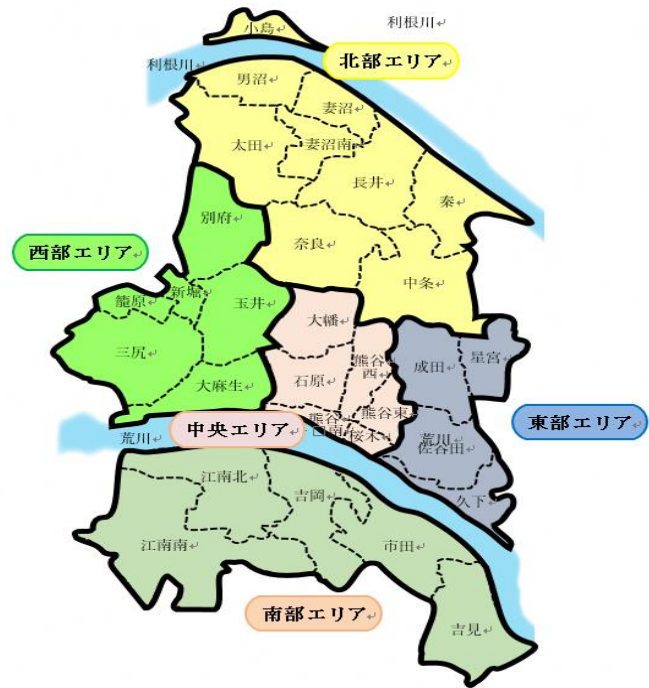 小島
利根川
利根川
北部エリア
男沼
妻沼
太田
妻沼南
長井
秦
別府
奈良
西部エリア
中条
籠原
新堀
玉井
大幡
三尻
石原
熊谷
西
成田
星宮
大麻生
熊谷東
東部エリア
荒川
中央エリア
熊谷
南
桜木
荒川
佐谷田
江南北
吉岡
久下
江南南
市田
南部エリア
吉見